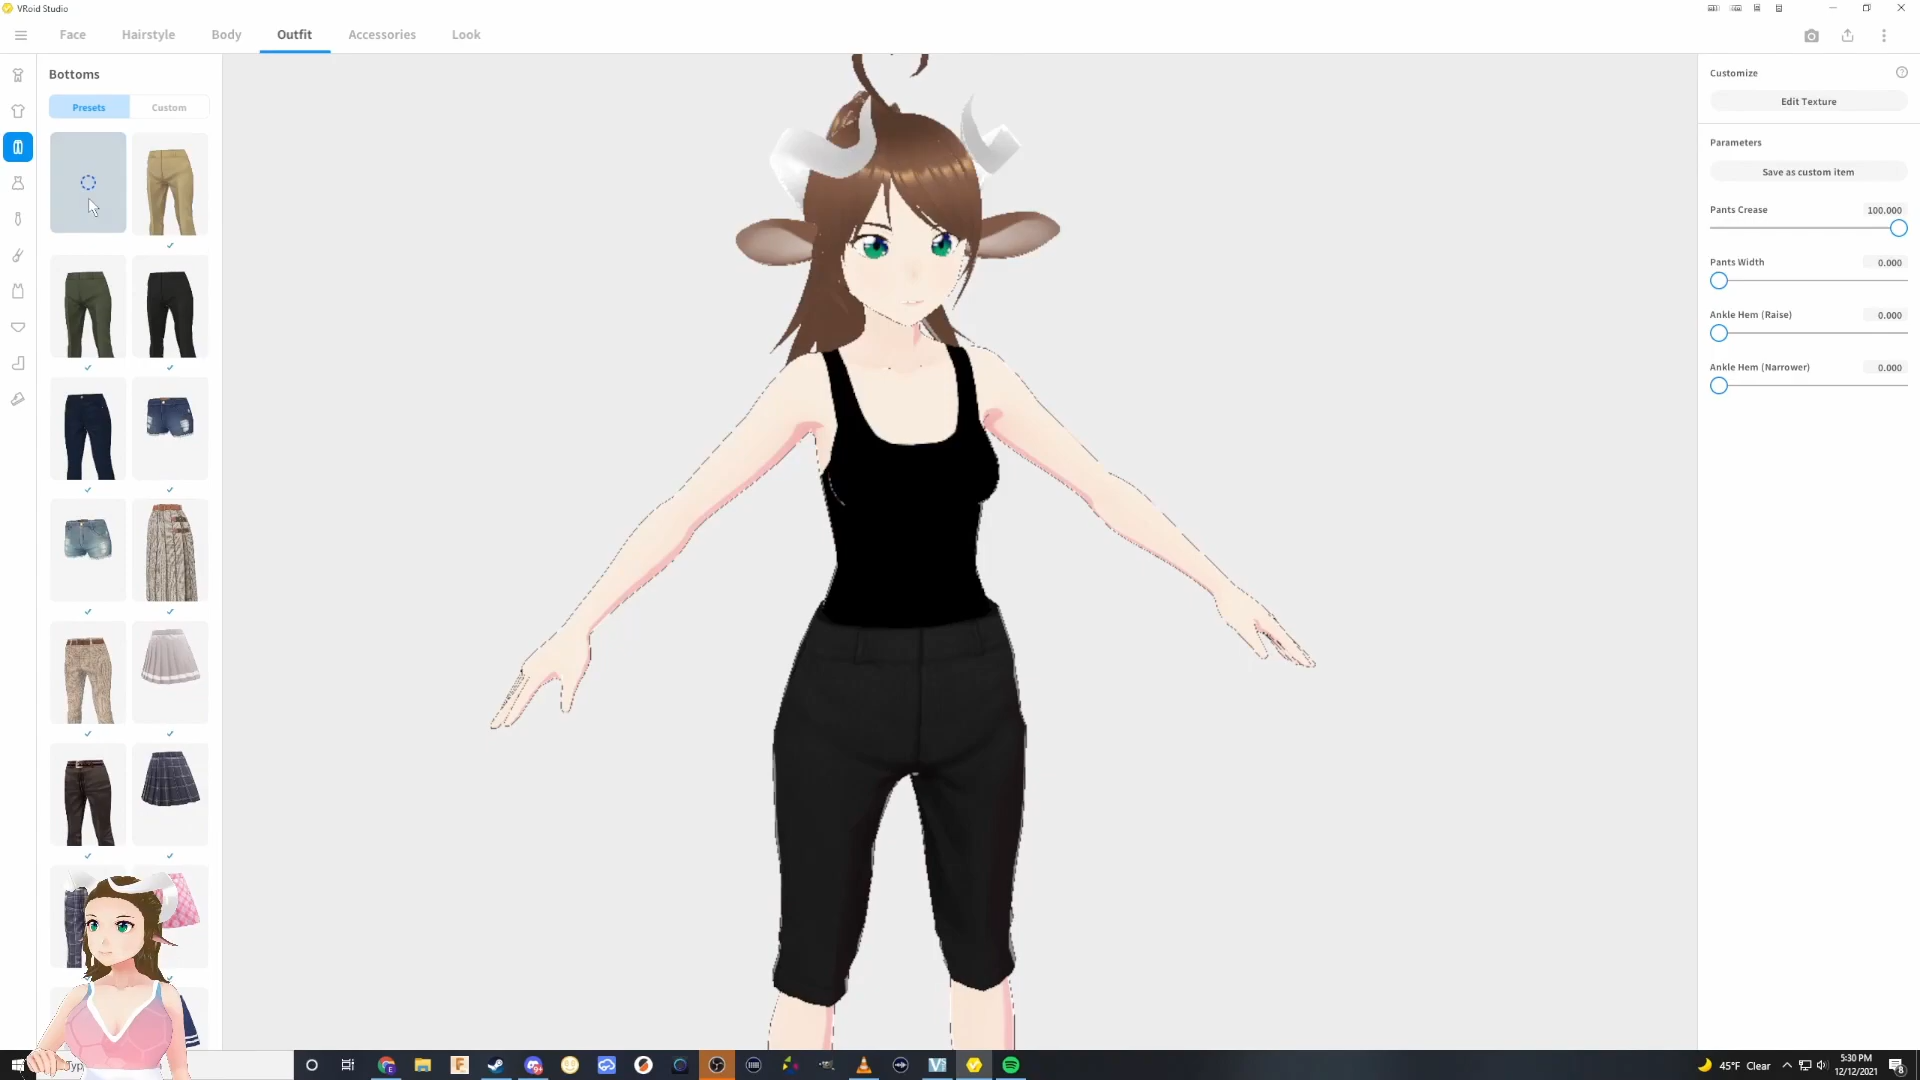 VRoid Studio
Face Hairstyle Body Outfit Accessories Look
Bottoms
Presets Custom
Customize
Edit Texture
Parameters
Save as custom item
Pants Crease 100.000
Pants Width 0.000
Ankle Hem (Raise) 0.000
Ankle Hem (Narrower) 0.000
45°F Clear
5:30 PM
12/12/2021